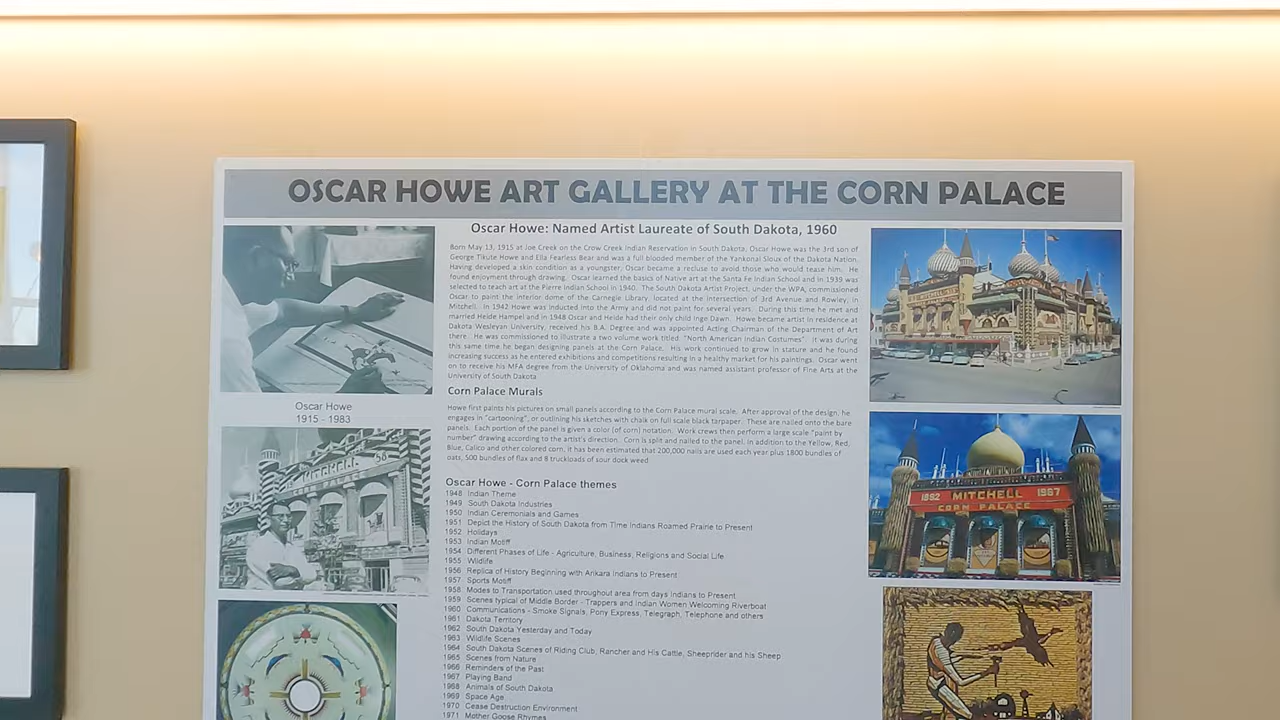 OSCAR HOWE ART GALLERY AT THE CORN PALACE
Oscar Howe: Named Artist Laureate of South Dakota, 1960
Born May 13, 1915 at Joe Creek on the Crow Creek Indian Reservation in South Dakota, Oscar Howe was the 3rd son of
George Tikute Howe and Ella Fearless Bear and was a full blooded member of the Yanktonai Sioux of the Dakota Nation.
Having developed a skin condition as a youngster, Oscar became a recluse to avoid those who would tease him. He
found enjoyment through drawing. Oscar learned the basics of Native art at the Santa Fe Indian School and in 1939 was
selected to teach art at the Pierre Indian School in 1940. The South Dakota Artist Project, under the WPA, commissioned
Oscar to paint the interior dome of the Carnegie Library, located at the intersection of 3rd Avenue and Rowley, in
Mitchell. In 1942 Howe was inducted into the Army and did not paint for several years. During this time he met and
married Heide Hampel and in 1948 Oscar and Heide had their only child Inge Dawn. Howe became artist in residence at
Dakota Wesleyan University, received his B.A. Degree and was appointed Acting Chairman of the Department of Art
there. He was commissioned to illustrate a two volume work titled "North American Indian Costumes". It was during
this same time he began designing panels at the Corn Palace. His work continued to grow in stature and he found
increasing success as he entered exhibitions and competitions resulting in a healthy market for his paintings. Oscar went
on to receive his MFA degree from the University of Oklahoma and was named assistant professor of Fine Arts at the
University of South Dakota
Oscar Howe
1915 - 1983
Corn Palace Murals
Howe first paints his pictures on small panels according to the Corn Palace mural scale. After approval of the design, he
engages in "cartooning", or outlining his sketches with chalk on full scale black tarpaper. These are nailed onto the bare
panels. Each portion of the panel is given a color (of corn) notation. Work crews then perform a large scale "paint by
number" drawing according to the artist's direction. Corn is split and nailed to the panel. In addition to the Yellow, Red,
Blue, Calico and other colored corn, it has been estimated that 200,000 nails are used each year plus 1800 bundles of
oats, 500 bundles of flax and 8 truckloads of sour dock weed
MITCHELL 58
1892 MITCHELL 1967
CORN PALACE
Oscar Howe - Corn Palace themes
1948 Indian Theme
1949 South Dakota Industries
1950 Indian Ceremonials and Games
1951 Depict the History of South Dakota from Time Indians Roamed Prairie to Present
1952 Holidays
1953 Indian Motiff
1954 Different Phases of Life - Agriculture, Business, Religions and Social Life
1955 Wildlife
1956 Replica of History Beginning with Arikara Indians to Present
1957 Sports Motiff
1958 Modes to Transportation used throughout area from days Indians to Present
1959 Scenes typical of Middle Border - Trappers and Indian Women Welcoming Riverboat
1960 Communications - Smoke Signals, Pony Express, Telegraph, Telephone and others
1961 Dakota Territory
1962 South Dakota Yesterday and Today
1963 Wildlife Scenes
1964 South Dakota Scenes of Riding Club, Rancher and His Cattle, Sheeprider and his Sheep
1965 Scenes from Nature
1966 Reminders of the Past
1967 Playing Band
1968 Animals of South Dakota
1969 Space Age
1970 Cease Destruction Environment
1971 Mother Goose Rhymes